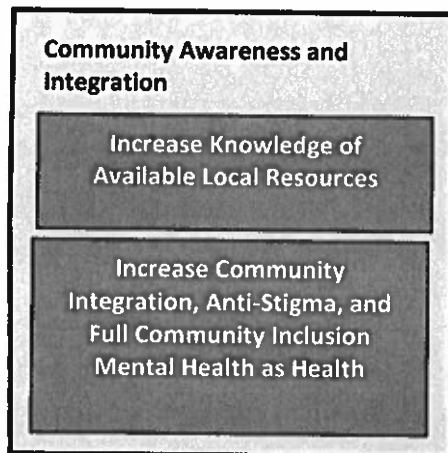 Community Awareness and
Integration
Increase Knowledge of
Available Local Resources
Increase Community
Integration, Anti-Stigma, and
Full Community Inclusion
Mental Health as Health